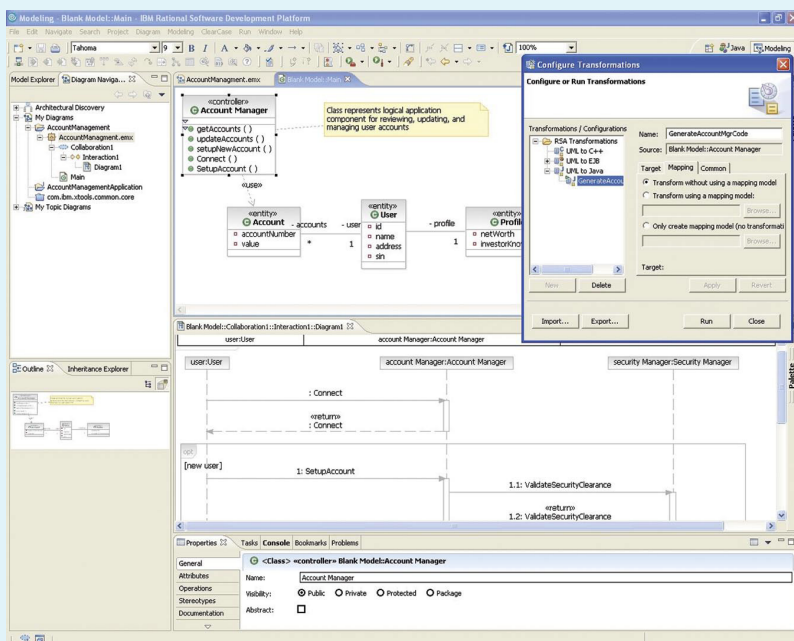 Modeling - Blank Model::Main - IBM Rational Software Development Platform
File Edit Navigate Search Project Diagram Modeling ClearCase Run Window Help
Tahoma 9 B I A 100% Java Modeling
Model Explorer Diagram Naviga...
Architectural Discovery
My Diagrams
AccountManagement
AccountManagment.emx
Collaboration1
Interaction1
Diagram1
Main
AccountManagementApplication
com.ibm.xtools.common.core
My Topic Diagrams
AccountManagment.emx Blank Model::Main
«controller»
Account Manager
getAccounts ( )
updateAccounts ( )
setupNewAccount ( )
Connect ( )
SetupAccount ( )
Class represents logical application
component for reviewing, updating, and
managing user accounts
«use»
«entity»
Account
accountNumber
value
- accounts
*
- user
1
«entity»
User
id
name
address
sin
- profile
1
«entity»
Profil
netWorth
investorKno
Configure Transformations
Configure or Run Transformations
Transformations / Configurations
RSA Transformations
UML to C++
UML to EJB
UML to Java
GenerateAccou
New Delete
Name: GenerateAccountMgrCode
Source: Blank Model::Account Manager
Target Mapping Common
Transform without using a mapping model
Transform using a mapping model:
Browse...
Only create mapping model (no transformati
Browse...
Target:
Apply Revert
Import... Export... Run Close
Blank Model::Collaboration1::Interaction1::Diagram1
user:User account Manager:Account Manager
user:User account Manager:Account Manager security Manager:Security Manager
: Connect
«return»
: Connect
opt
[new user]
1: SetupAccount
1.1: ValidateSecurityClearance
«return»
1.2: ValidateSecurityClearance
Palette
Outline Inheritance Explorer
Properties Tasks Console Bookmarks Problems
General
Attributes
Operations
Stereotypes
Documentation
<Class> «controller» Blank Model::Account Manager
Name: Account Manager
Visibility: Public Private Protected Package
Abstract: